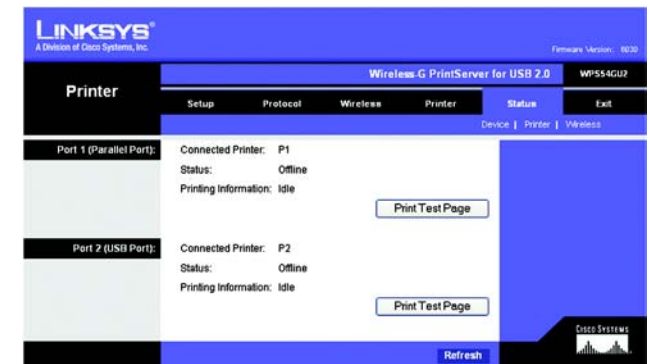 LINKSYS®
A Division of Cisco Systems, Inc.
Firmware Version: 6030
Wireless-G PrintServer for USB 2.0 WPS54GU2
Printer
Setup Protocol Wireless Printer Status Exit
Device | Printer | Wireless
Port 1 (Parallel Port):
Connected Printer: P1
Status: Offline
Printing Information: Idle
Print Test Page
Port 2 (USB Port):
Connected Printer: P2
Status: Offline
Printing Information: Idle
Print Test Page
Refresh
CISCO SYSTEMS